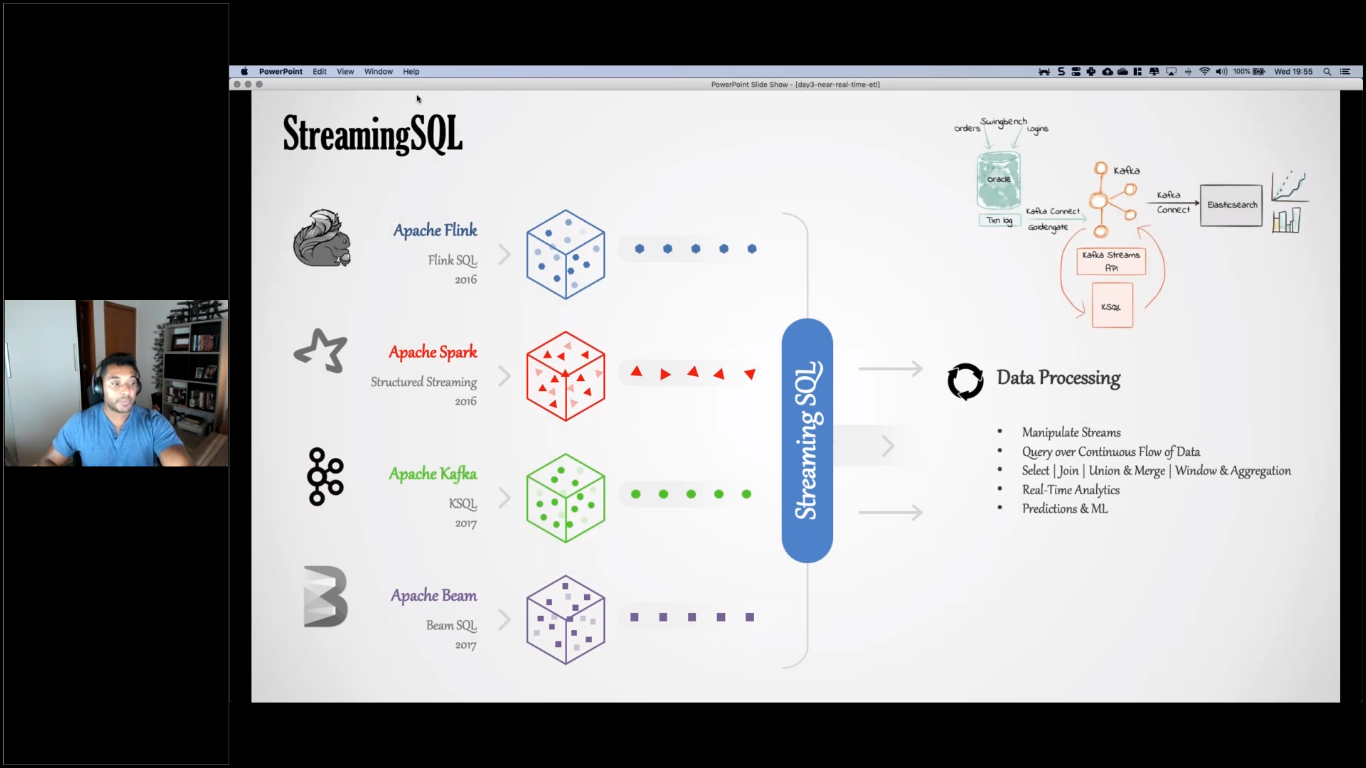 PowerPoint Edit View Window Help
100% Wed 19:55
PowerPoint Slide Show - [day3-near-real-time-etl]
StreamingSQL
Apache Flink
Flink SQL
2016
Apache Spark
Structured Streaming
2016
Apache Kafka
KSQL
2017
Apache Beam
Beam SQL
2017
Streaming SQL
Swingbench
orders logins
Oracle
Txn log
Kafka Connect
Goldengate
Kafka
Kafka
Connect
Elasticsearch
Kafka Streams
API
KSQL
Data Processing
• Manipulate Streams
• Query over Continuous Flow of Data
• Select | Join | Union & Merge | Window & Aggregation
• Real-Time Analytics
• Predictions & ML